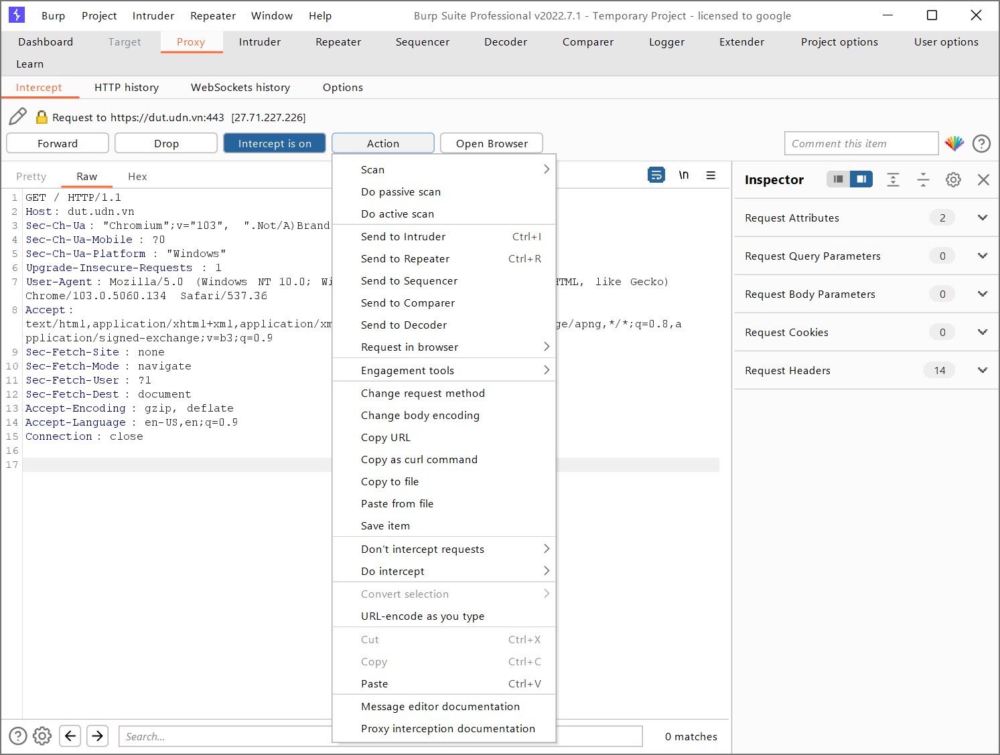 Burp Project Intruder Repeater Window Help Burp Suite Professional v2022.7.1 - Temporary Project - licensed to google
Dashboard Target Proxy Intruder Repeater Sequencer Decoder Comparer Logger Extender Project options User options
Learn
Intercept HTTP history WebSockets history Options
Request to https://dut.udn.vn:443 [27.71.227.226]
Forward Drop Intercept is on Action Open Browser Comment this item
Pretty Raw Hex \n
1 GET / HTTP/1.1
2 Host: dut.udn.vn
3 Sec-Ch-Ua: "Chromium";v="103", ".Not/A)Brand
4 Sec-Ch-Ua-Mobile: ?0
5 Sec-Ch-Ua-Platform: "Windows"
6 Upgrade-Insecure-Requests: 1
7 User-Agent: Mozilla/5.0 (Windows NT 10.0; Wi HTML, like Gecko)
Chrome/103.0.5060.134 Safari/537.36
8 Accept:
text/html,application/xhtml+xml,application/xm ge/apng,*/*;q=0.8,a
pplication/signed-exchange;v=b3;q=0.9
9 Sec-Fetch-Site: none
10 Sec-Fetch-Mode: navigate
11 Sec-Fetch-User: ?1
12 Sec-Fetch-Dest: document
13 Accept-Encoding: gzip, deflate
14 Accept-Language: en-US,en;q=0.9
15 Connection: close
16
17
Scan
Do passive scan
Do active scan
Send to Intruder Ctrl+I
Send to Repeater Ctrl+R
Send to Sequencer
Send to Comparer
Send to Decoder
Request in browser
Engagement tools
Change request method
Change body encoding
Copy URL
Copy as curl command
Copy to file
Paste from file
Save item
Don't intercept requests
Do intercept
Convert selection
URL-encode as you type
Cut Ctrl+X
Copy Ctrl+C
Paste Ctrl+V
Message editor documentation
Proxy interception documentation
Inspector
Request Attributes 2
Request Query Parameters 0
Request Body Parameters 0
Request Cookies 0
Request Headers 14
Search... 0 matches